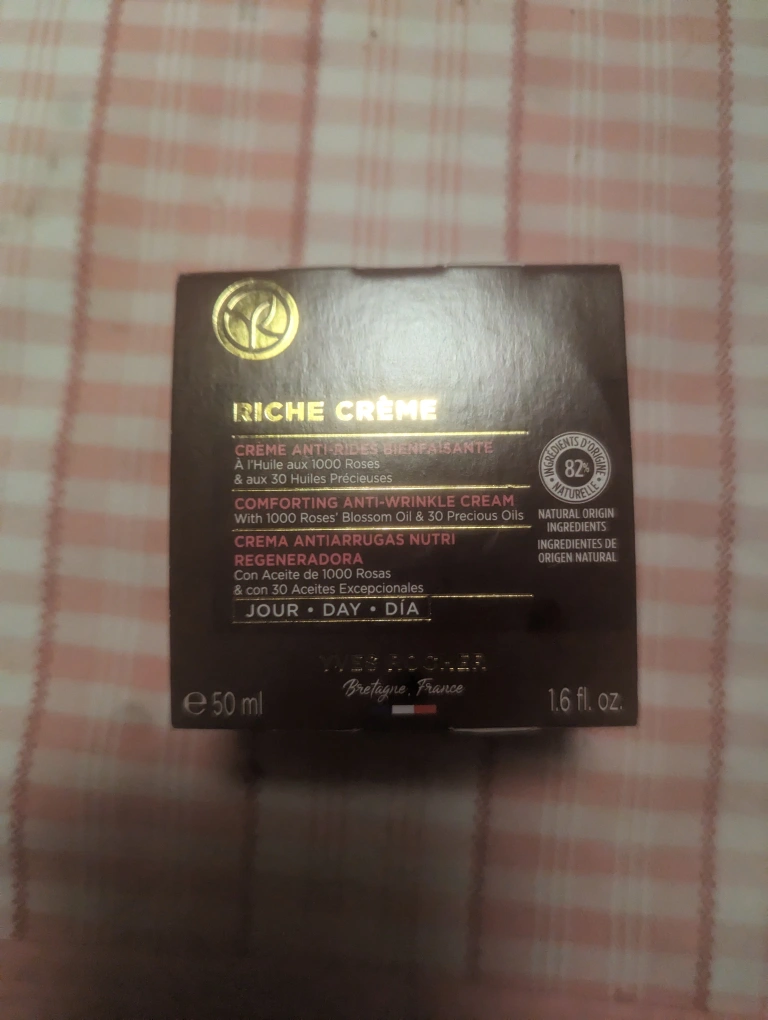 RICHE CRÈME
CREME ANTI-RIDES BIENFAISANTE
À l'Huile aux 1000 Roses
& aux 30 Huiles Précieuses
COMFORTING ANTI-WRINKLE CREAM
With 1000 Roses' Blossom Oil & 30 Precious Oils
CREMA ANTIARRUGAS NUTRI
REGENERADORA
Con Aceite de 1000 Rosas
& con 30 Aceites Excepcionales
JOUR • DAY • DÍA
INGRÉDIENTS D'ORIGINE
82%
NATURELLE
NATURAL ORIGIN
INGREDIENTS
INGREDIENTES DE
ORIGEN NATURAL
YVES ROCHER
Bretagne, France
e 50 ml
1.6 fl. oz.